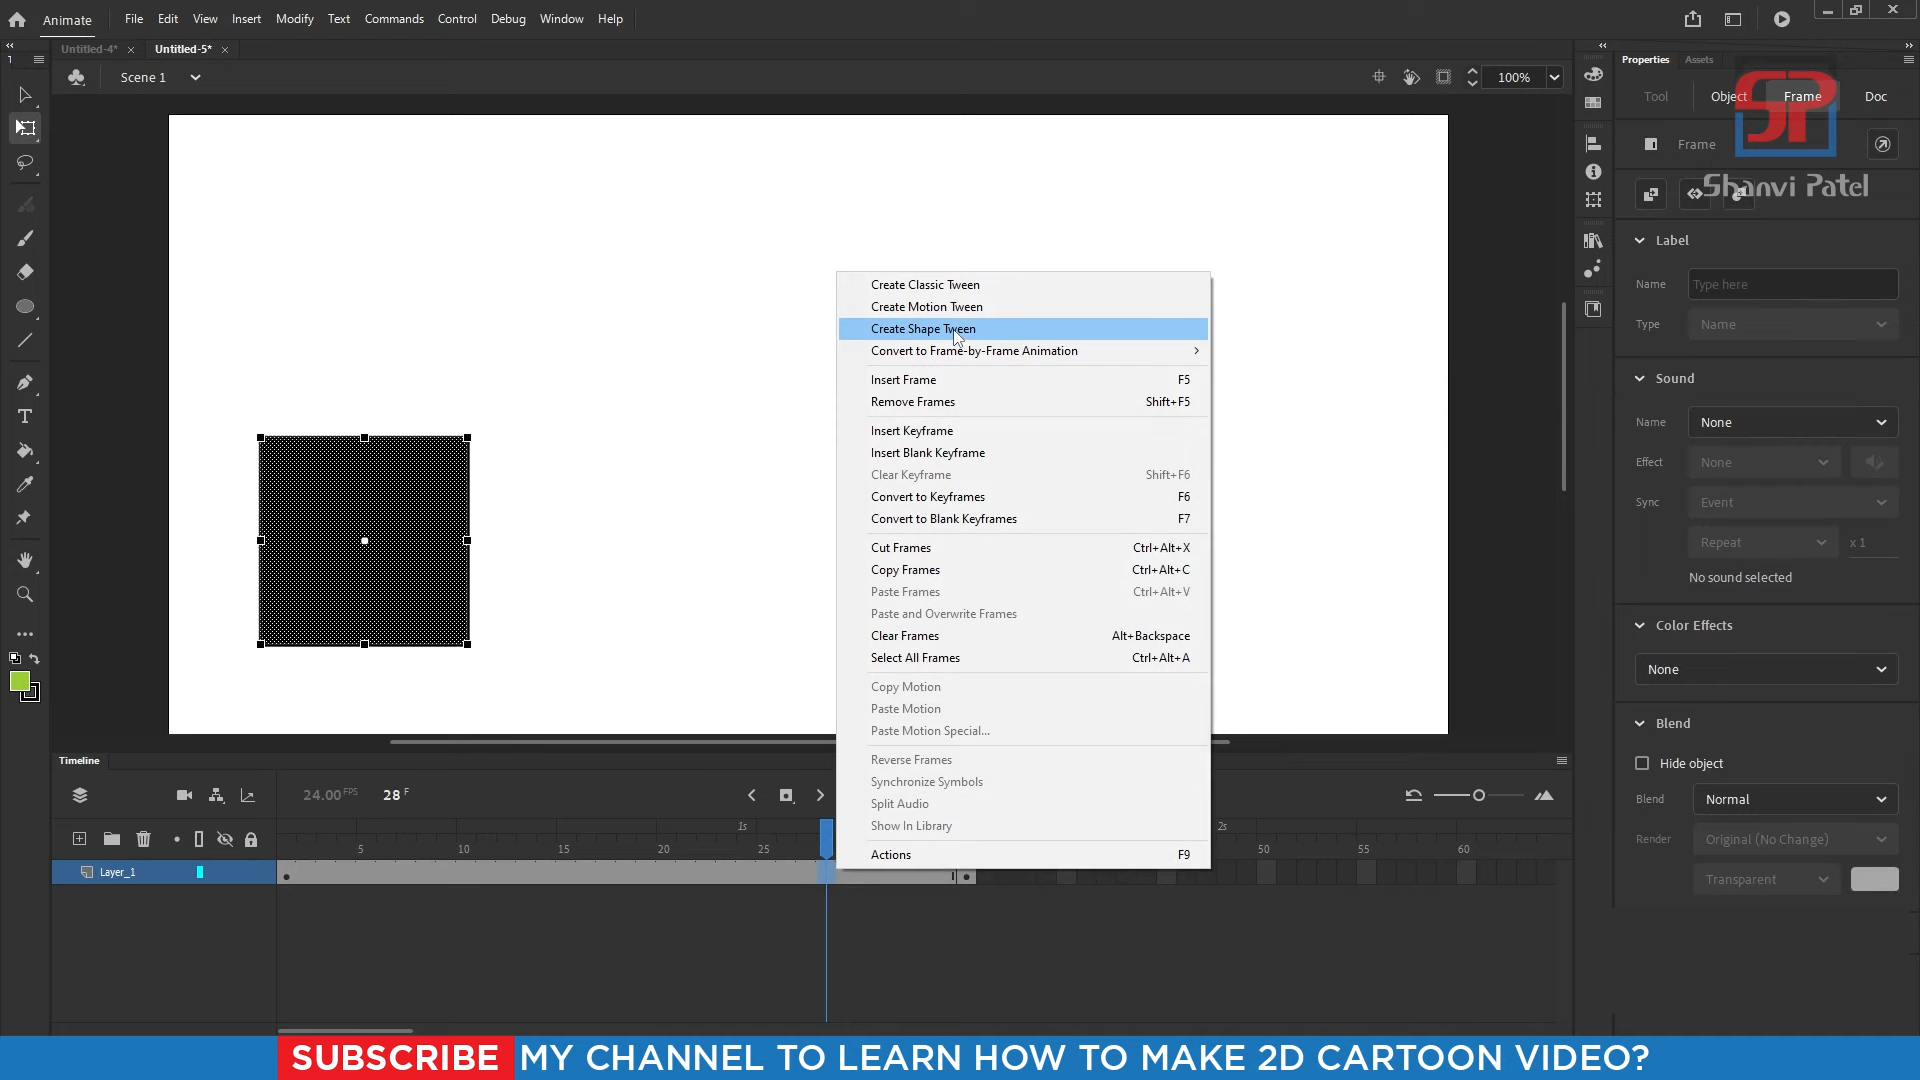 Animate File Edit View Insert Modify Text Commands Control Debug Window Help
Untitled-4* × Untitled-5* ×
Scene 1
100%
Properties Assets
Tool Object Frame Doc
Frame
SP
Shanvi Patel
Label
Name Type here
Type Name
Sound
Name None
Effect None
Sync Event
Repeat x 1
No sound selected
Color Effects
None
Blend
Hide object
Blend Normal
Render Original (No Change)
Transparent
Create Classic Tween
Create Motion Tween
Create Shape Tween
Convert to Frame-by-Frame Animation
Insert Frame F5
Remove Frames Shift+F5
Insert Keyframe
Insert Blank Keyframe
Clear Keyframe Shift+F6
Convert to Keyframes F6
Convert to Blank Keyframes F7
Cut Frames Ctrl+Alt+X
Copy Frames Ctrl+Alt+C
Paste Frames Ctrl+Alt+V
Paste and Overwrite Frames
Clear Frames Alt+Backspace
Select All Frames Ctrl+Alt+A
Copy Motion
Paste Motion
Paste Motion Special...
Reverse Frames
Synchronize Symbols
Split Audio
Show In Library
Actions F9
Timeline
24.00 FPS 28 F
1s 2s
5 10 15 20 25 50 55 60
Layer_1
SUBSCRIBE MY CHANNEL TO LEARN HOW TO MAKE 2D CARTOON VIDEO?